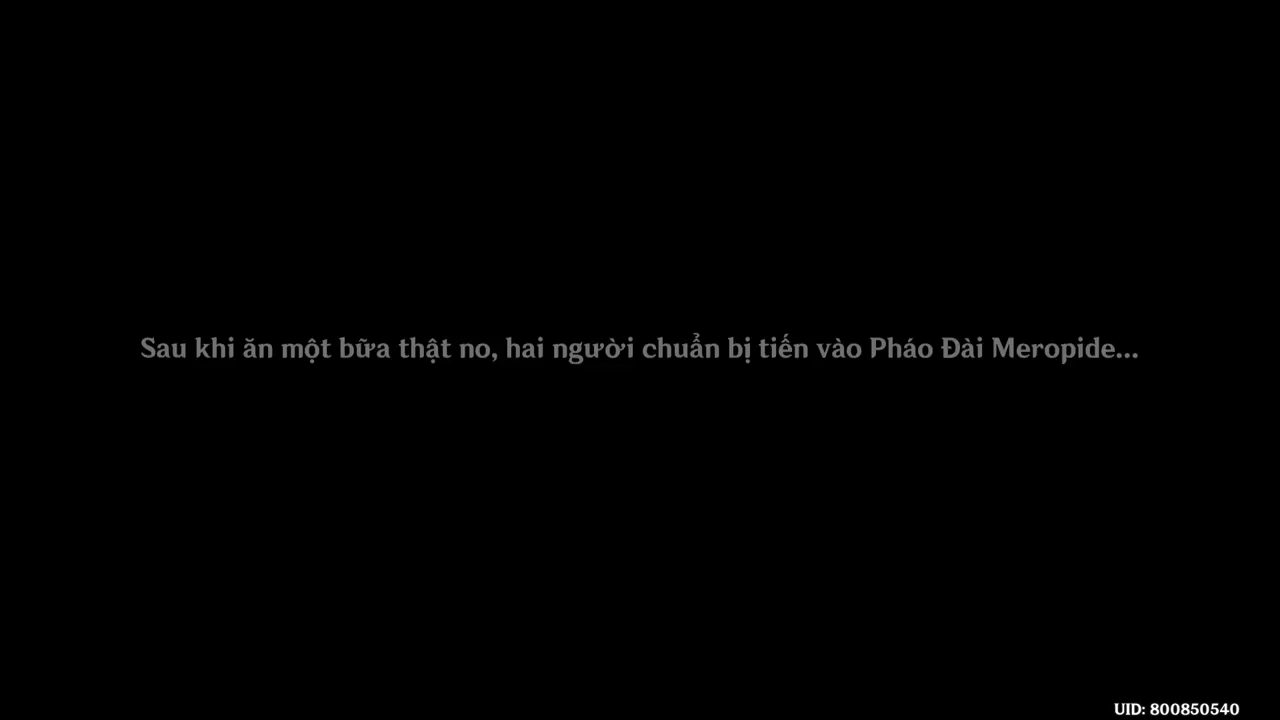 Sau khi ăn một bữa thật no, hai người chuẩn bị tiến vào Pháo Đài Meropide...
UID: 800850540